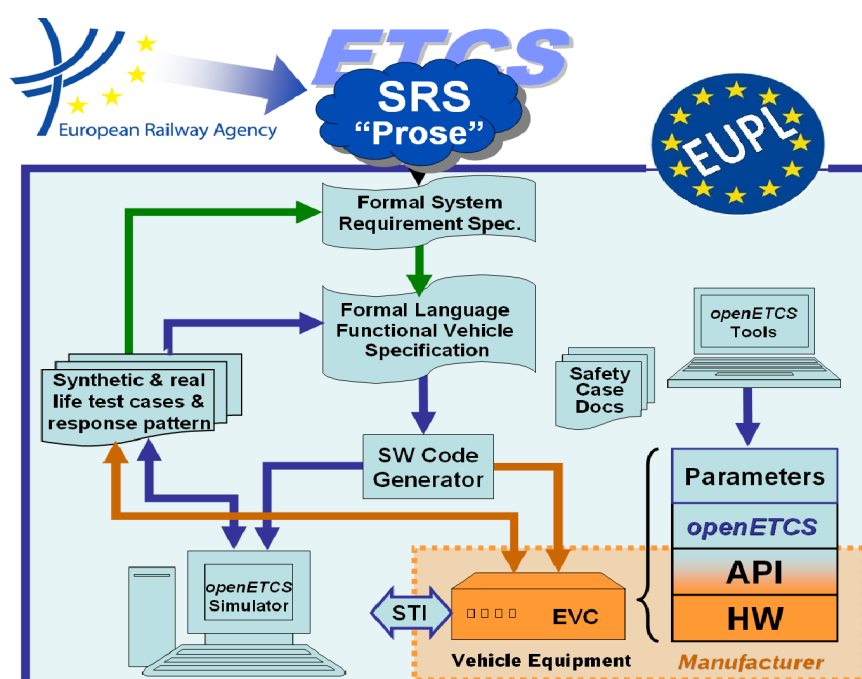 ETCS
SRS
“Prose”
European Railway Agency
EUPL
Formal System
Requirement Spec.
Formal Language
Functional Vehicle
Specification
openETCS
Tools
Synthetic & real
life test cases &
response pattern
Safety
Case
Docs
SW Code
Generator
Parameters
openETCS
API
HW
openETCS
Simulator
STI
EVC
Vehicle Equipment
Manufacturer